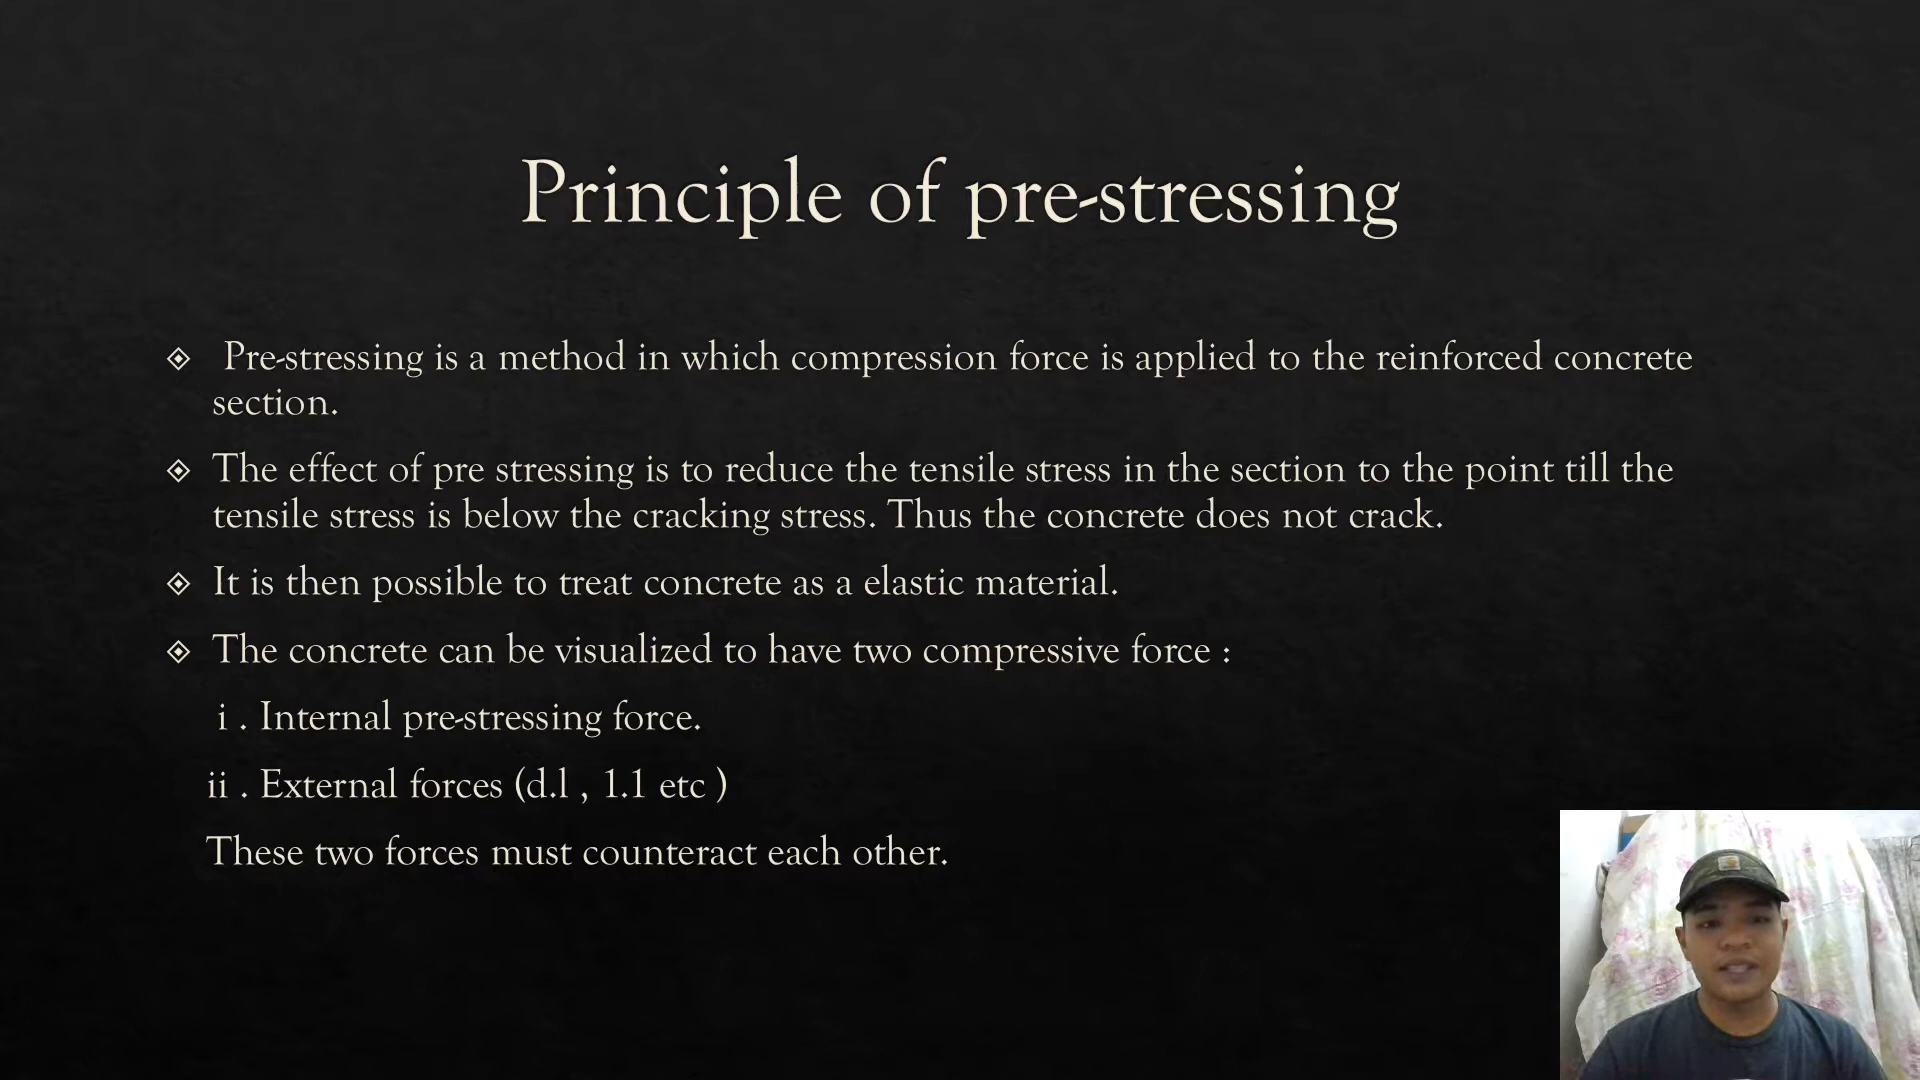 Principle of pre-stressing
Pre-stressing is a method in which compression force is applied to the reinforced concrete
section.
The effect of pre stressing is to reduce the tensile stress in the section to the point till the
tensile stress is below the cracking stress. Thus the concrete does not crack.
It is then possible to treat concrete as a elastic material.
The concrete can be visualized to have two compressive force :
i . Internal pre-stressing force.
ii . External forces (d.l , 1.1 etc )
These two forces must counteract each other.